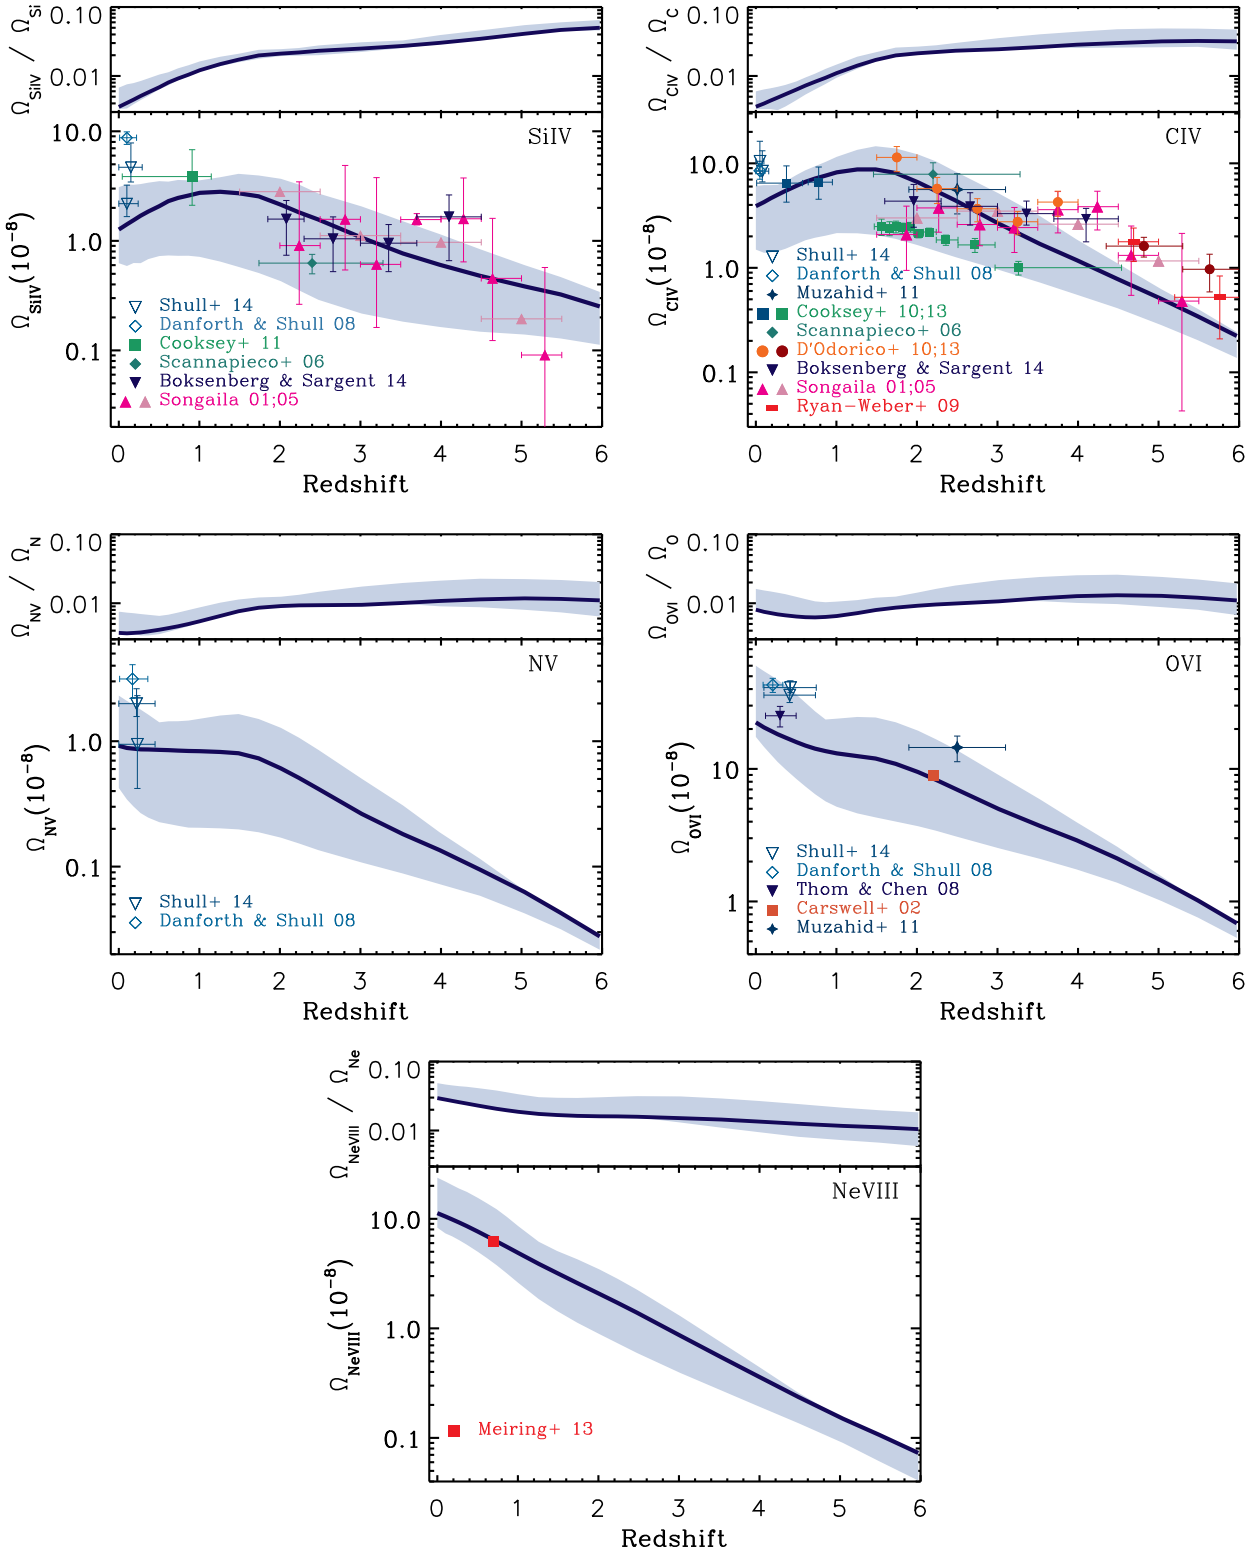 0.10
0.01
Ω_SiIV / Ω_Si
SiIV
10.0
1.0
0.1
Ω_SiIV(10^−8)
Shull+ 14
Danforth & Shull 08
Cooksey+ 11
Scannapieco+ 06
Boksenberg & Sargent 14
Songaila 01;05
0 1 2 3 4 5 6
Redshift
0.10
0.01
Ω_CIV / Ω_C
CIV
10.0
1.0
0.1
Ω_CIV(10^−8)
Shull+ 14
Danforth & Shull 08
Muzahid+ 11
Cooksey+ 10;13
Scannapieco+ 06
D'Odorico+ 10;13
Boksenberg & Sargent 14
Songaila 01;05
Ryan−Weber+ 09
0 1 2 3 4 5 6
Redshift
0.10
0.01
Ω_NV / Ω_N
NV
1.0
0.1
Ω_NV(10^−8)
Shull+ 14
Danforth & Shull 08
0 1 2 3 4 5 6
Redshift
0.10
0.01
Ω_OVI / Ω_O
OVI
10
1
Ω_OVI(10^−8)
Shull+ 14
Danforth & Shull 08
Thom & Chen 08
Carswell+ 02
Muzahid+ 11
0 1 2 3 4 5 6
Redshift
0.10
0.01
Ω_NeVIII / Ω_Ne
NeVIII
10.0
1.0
0.1
Ω_NeVIII(10^−8)
Meiring+ 13
0 1 2 3 4 5 6
Redshift